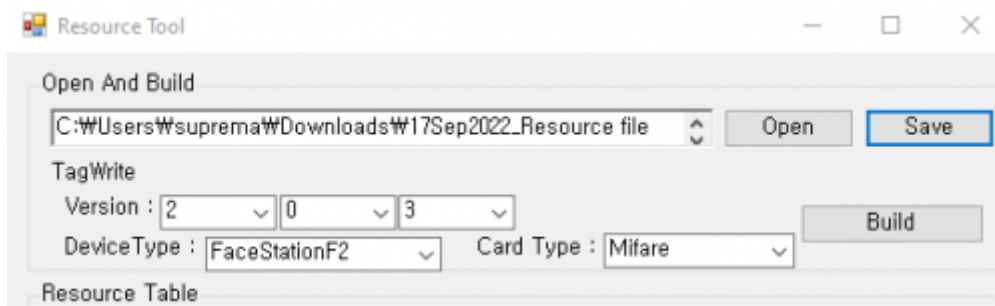 Resource Tool
Open And Build
C:₩Users₩suprema₩Downloads₩17Sep2022_Resource file Open Save
TagWrite
Version : 2 0 3
Build
DeviceType : FaceStationF2 Card Type : Mifare
Resource Table